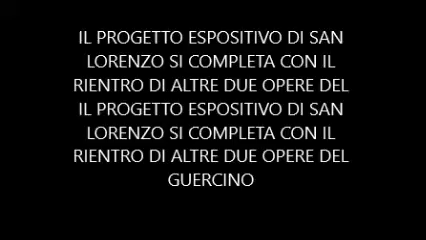 IL PROGETTO ESPOSITIVO DI SAN
LORENZO SI COMPLETA CON IL
RIENTRO DI ALTRE DUE OPERE DEL
IL PROGETTO ESPOSITIVO DI SAN
LORENZO SI COMPLETA CON IL
RIENTRO DI ALTRE DUE OPERE DEL
GUERCINO